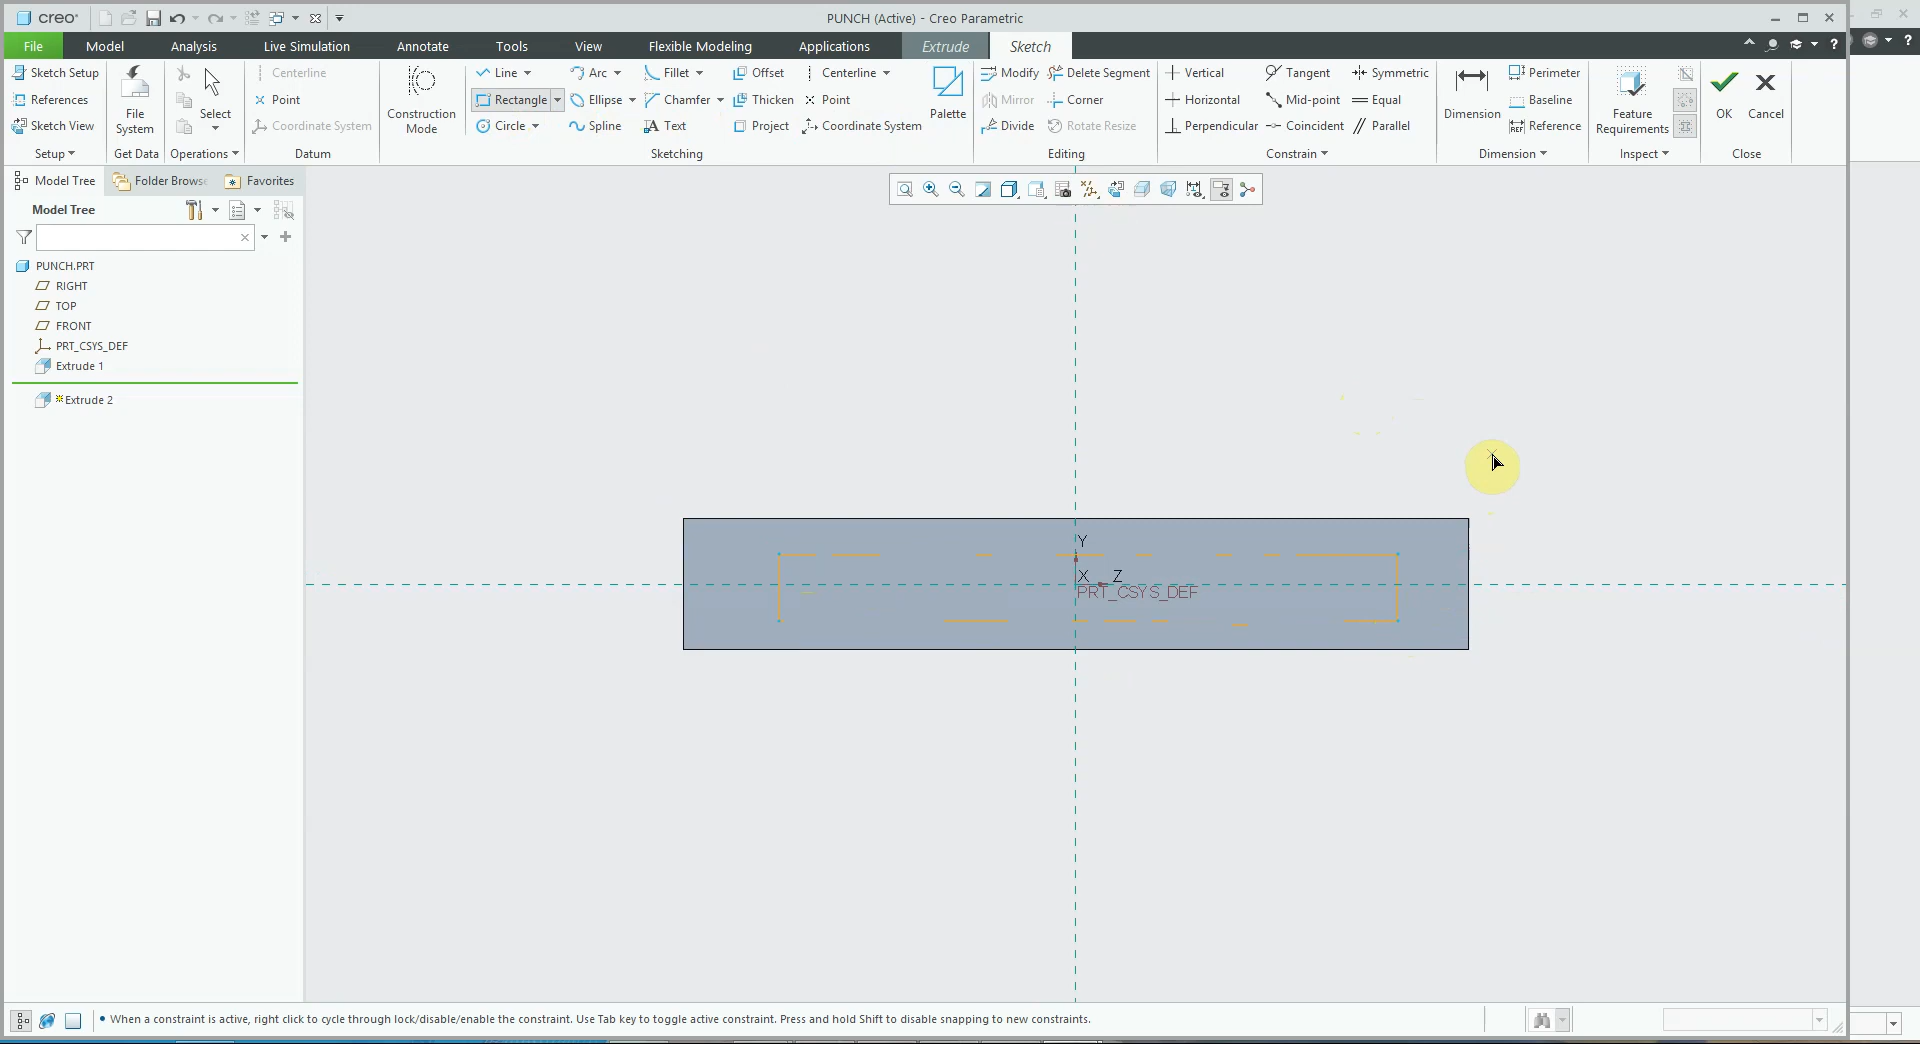 creo
PUNCH (Active) - Creo Parametric
File Model Analysis Live Simulation Annotate Tools View Flexible Modeling Applications Extrude Sketch
Sketch Setup
References
Sketch View
Setup
File System
Get Data
Select
Operations
Centerline
Point
Coordinate System
Datum
Construction Mode
Line Arc Fillet Offset Centerline
Rectangle Ellipse Chamfer Thicken Point
Circle Spline Text Project Coordinate System
Palette
Sketching
Modify Delete Segment
Mirror Corner
Divide Rotate Resize
Editing
Vertical Tangent Symmetric
Horizontal Mid-point Equal
Perpendicular Coincident Parallel
Constrain
Dimension
Perimeter
Baseline
Reference
Dimension
Feature Requirements
Inspect
OK Cancel
Close
Model Tree Folder Browse Favorites
Model Tree
PUNCH.PRT
RIGHT
TOP
FRONT
PRT_CSYS_DEF
Extrude 1
Extrude 2
Y
X Z
PRT_CSYS_DEF
When a constraint is active, right click to cycle through lock/disable/enable the constraint. Use Tab key to toggle active constraint. Press and hold Shift to disable snapping to new constraints.